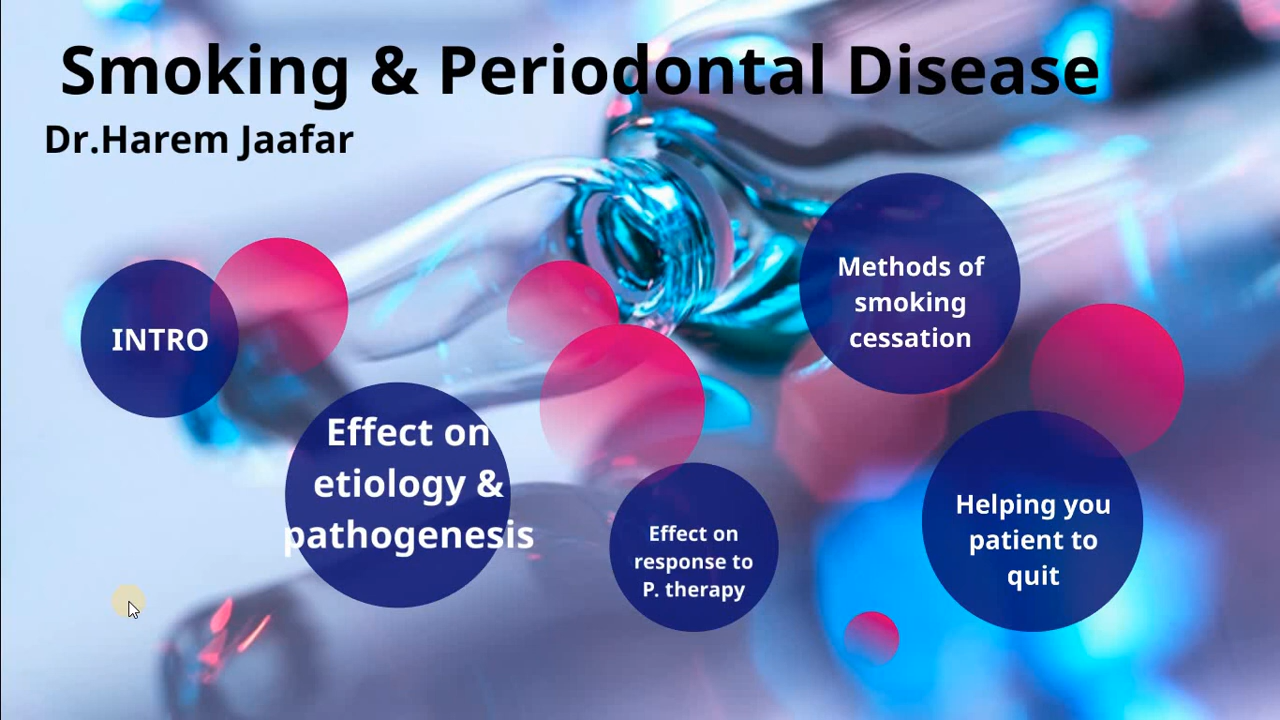 Smoking & Periodontal Disease
Dr.Harem Jaafar
INTRO
Effect on
etiology &
pathogenesis
Effect on
response to
P. therapy
Methods of
smoking
cessation
Helping you
patient to
quit